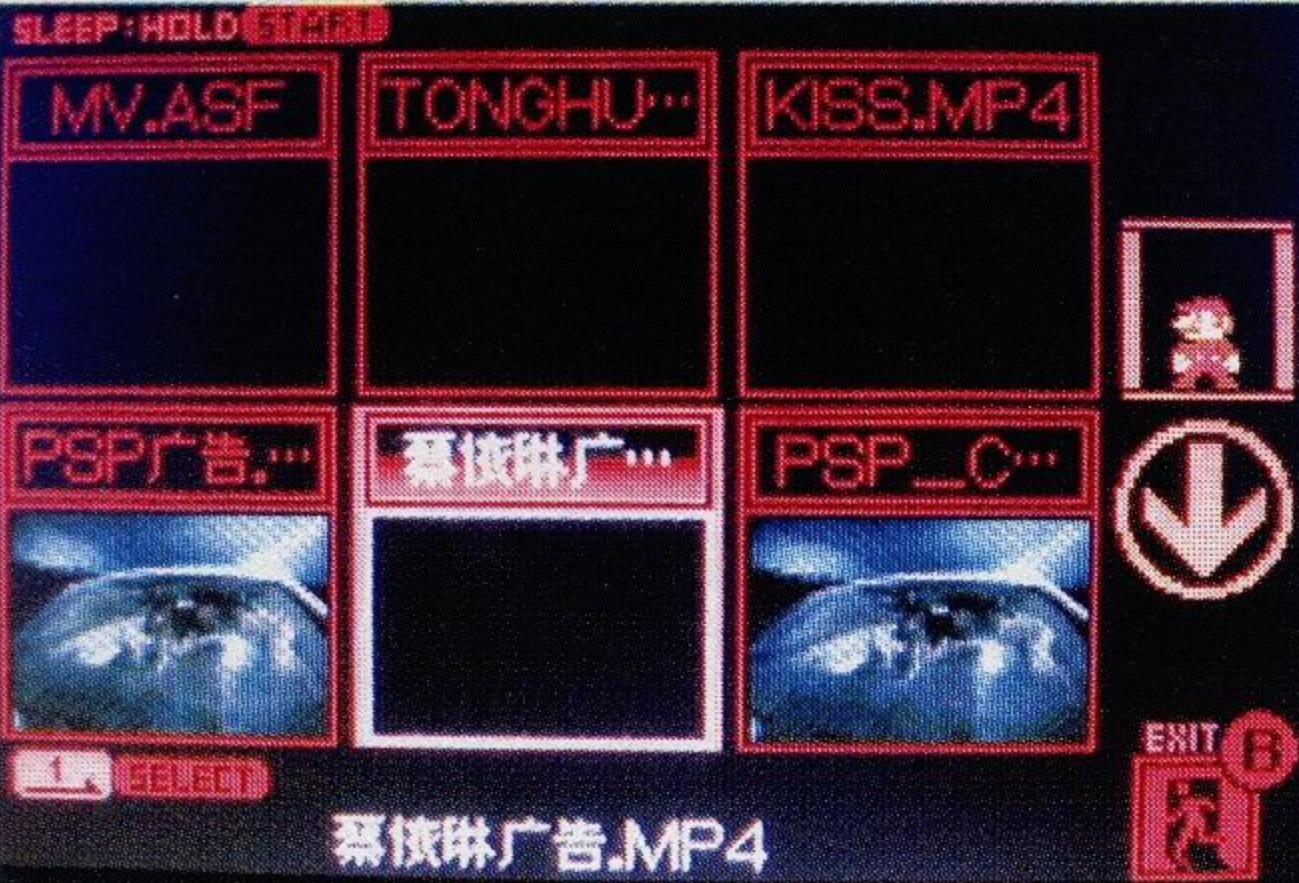 SLEEP:HOLD START
MV.ASF
TONGHU…
KISS.MP4
PSP广告.…
蔡依琳广…
PSP_C…
1
SELECT
EXIT B
蔡依琳广告.MP4